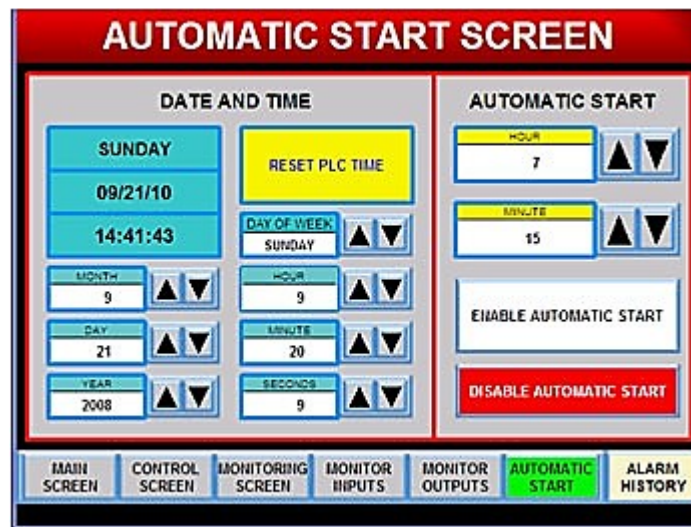 AUTOMATIC START SCREEN
DATE AND TIME
SUNDAY
09/21/10
14:41:43
RESET PLC TIME
DAY OF WEEK
SUNDAY
MONTH
9
HOUR
9
DAY
21
MINUTE
20
YEAR
2008
SECONDS
9
AUTOMATIC START
HOUR
7
MINUTE
15
ENABLE AUTOMATIC START
DISABLE AUTOMATIC START
MAIN
SCREEN
CONTROL
SCREEN
MONITORING
SCREEN
MONITOR
INPUTS
MONITOR
OUTPUTS
AUTOMATIC
START
ALARM
HISTORY